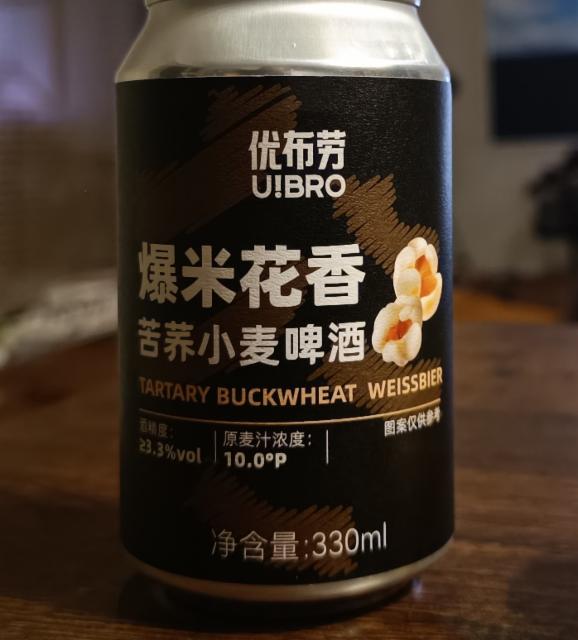 优布劳
U!BRO
爆米花香
苦荞小麦啤酒
TARTARY BUCKWHEAT WEISSBIER
酒精度:
≥3.3%vol
原麦汁浓度:
10.0°P
图案仅供参考
净含量:330ml